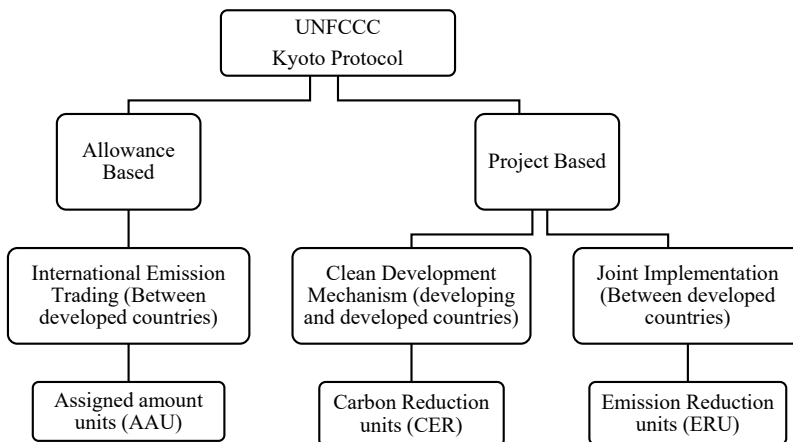 UNFCCC
Kyoto Protocol
Allowance
Based
Project Based
International Emission
Trading (Between
developed countries)
Clean Development
Mechanism (developing
and developed countries)
Joint Implementation
(Between developed
countries)
Assigned amount
units (AAU)
Carbon Reduction
units (CER)
Emission Reduction
units (ERU)